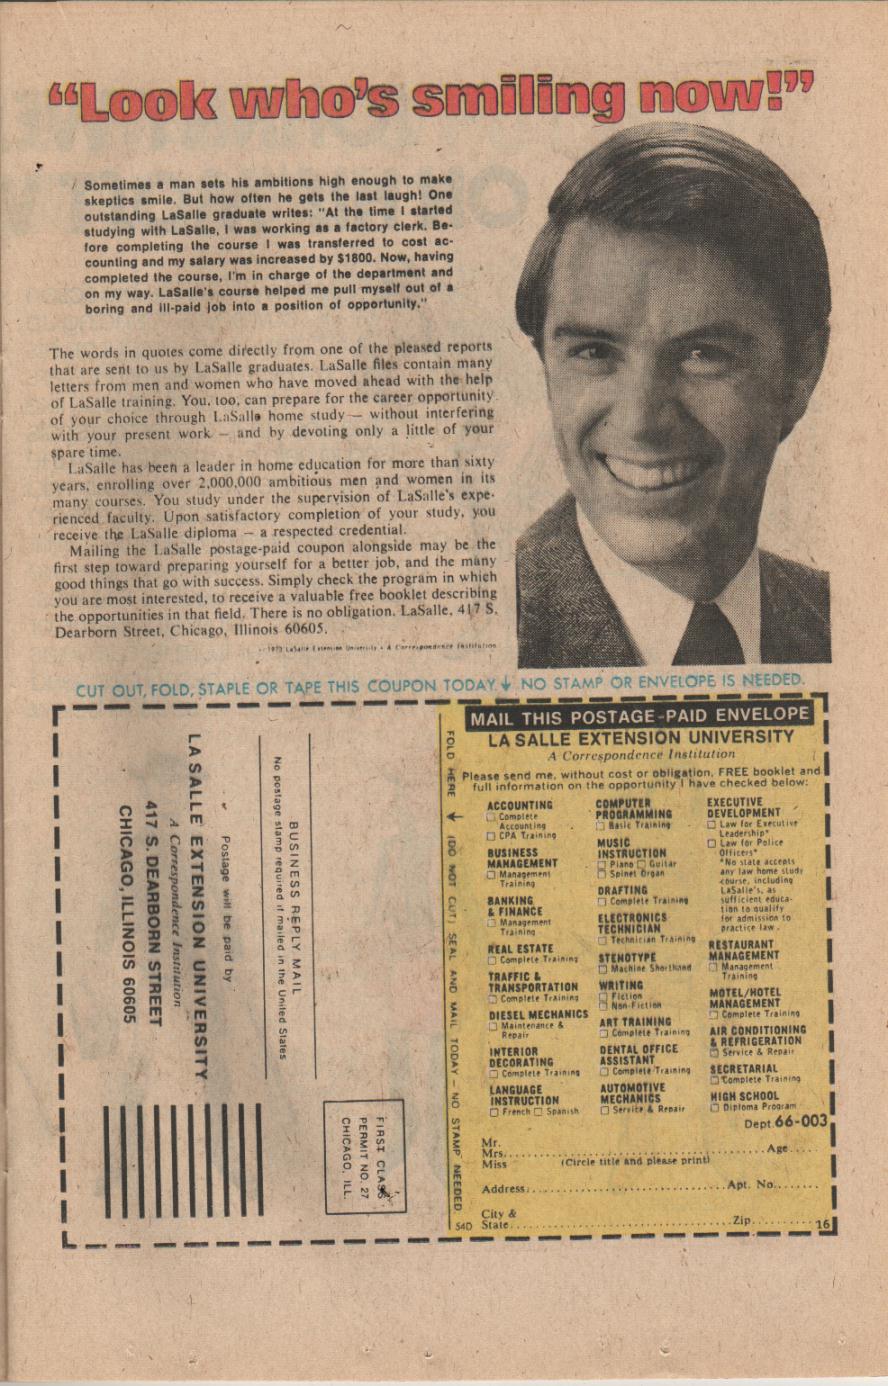 “Look who's smiling now!”
Sometimes a man sets his ambitions high enough to make
skeptics smile. But how often he gets the last laugh! One
outstanding LaSalle graduate writes: "At the time I started
studying with LaSalle, I was working as a factory clerk. Be-
fore completing the course I was transferred to cost ac-
counting and my salary was increased by $1800. Now, having
completed the course, I'm in charge of the department and
on my way. LaSalle's course helped me pull myself out of a
boring and ill-paid job into a position of opportunity."
The words in quotes come directly from one of the pleased reports
that are sent to us by LaSalle graduates. LaSalle files contain many
letters from men and women who have moved ahead with the help
of LaSalle training. You, too, can prepare for the career opportunity
of your choice through LaSalle home study — without interfering
with your present work — and by devoting only a little of your
spare time.
LaSalle has been a leader in home education for more than sixty
years, enrolling over 2,000,000 ambitious men and women in its
many courses. You study under the supervision of LaSalle's expe-
rienced faculty. Upon satisfactory completion of your study, you
receive the LaSalle diploma — a respected credential.
Mailing the LaSalle postage-paid coupon alongside may be the
first step toward preparing yourself for a better job, and the many
good things that go with success. Simply check the program in which
you are most interested, to receive a valuable free booklet describing
the opportunities in that field. There is no obligation. LaSalle, 417 S.
Dearborn Street, Chicago, Illinois 60605.
LaSalle Extension University • A Correspondence Institution
CUT OUT, FOLD, STAPLE OR TAPE THIS COUPON TODAY ↓ NO STAMP OR ENVELOPE IS NEEDED.
FIRST CLASS
PERMIT NO. 27
CHICAGO, ILL.
BUSINESS REPLY MAIL
No postage stamp required if mailed in the United States
Postage will be paid by
LA SALLE EXTENSION UNIVERSITY
A Correspondence Institution
417 S. DEARBORN STREET
CHICAGO, ILLINOIS 60605
FOLD HERE ← (DO NOT CUT) SEAL AND MAIL TODAY — NO STAMP NEEDED
MAIL THIS POSTAGE-PAID ENVELOPE
LA SALLE EXTENSION UNIVERSITY
A Correspondence Institution
Please send me, without cost or obligation, FREE booklet and
full information on the opportunity I have checked below:
ACCOUNTING
☐ Complete
Accounting
☐ CPA Training
BUSINESS
MANAGEMENT
☐ Management
Training
BANKING
& FINANCE
☐ Management
Training
REAL ESTATE
☐ Complete Training
TRAFFIC &
TRANSPORTATION
☐ Complete Training
DIESEL MECHANICS
☐ Maintenance &
Repair
INTERIOR
DECORATING
☐ Complete Training
LANGUAGE
INSTRUCTION
☐ French ☐ Spanish
COMPUTER
PROGRAMMING
☐ Basic Training
MUSIC
INSTRUCTION
☐ Piano ☐ Guitar
☐ Spinet Organ
DRAFTING
☐ Complete Training
ELECTRONICS
TECHNICIAN
☐ Technician Training
STENOTYPE
☐ Machine Shorthand
WRITING
☐ Fiction
☐ Non-Fiction
ART TRAINING
☐ Complete Training
DENTAL OFFICE
ASSISTANT
☐ Complete Training
AUTOMOTIVE
MECHANICS
☐ Service & Repair
EXECUTIVE
DEVELOPMENT
☐ Law for Executive
Leadership*
☐ Law for Police
Officers*
*No state accepts
any law home study
course, including
LaSalle's, as
sufficient educa-
tion to qualify
for admission to
practice law.
RESTAURANT
MANAGEMENT
☐ Management
Training
MOTEL/HOTEL
MANAGEMENT
☐ Complete Training
AIR CONDITIONING
& REFRIGERATION
☐ Service & Repair
SECRETARIAL
☐ Complete Training
HIGH SCHOOL
☐ Diploma Program
Dept 66-003
Mr.
Mrs. Age
Miss (Circle title and please print)
Address Apt. No.
City &
State Zip
54D
16